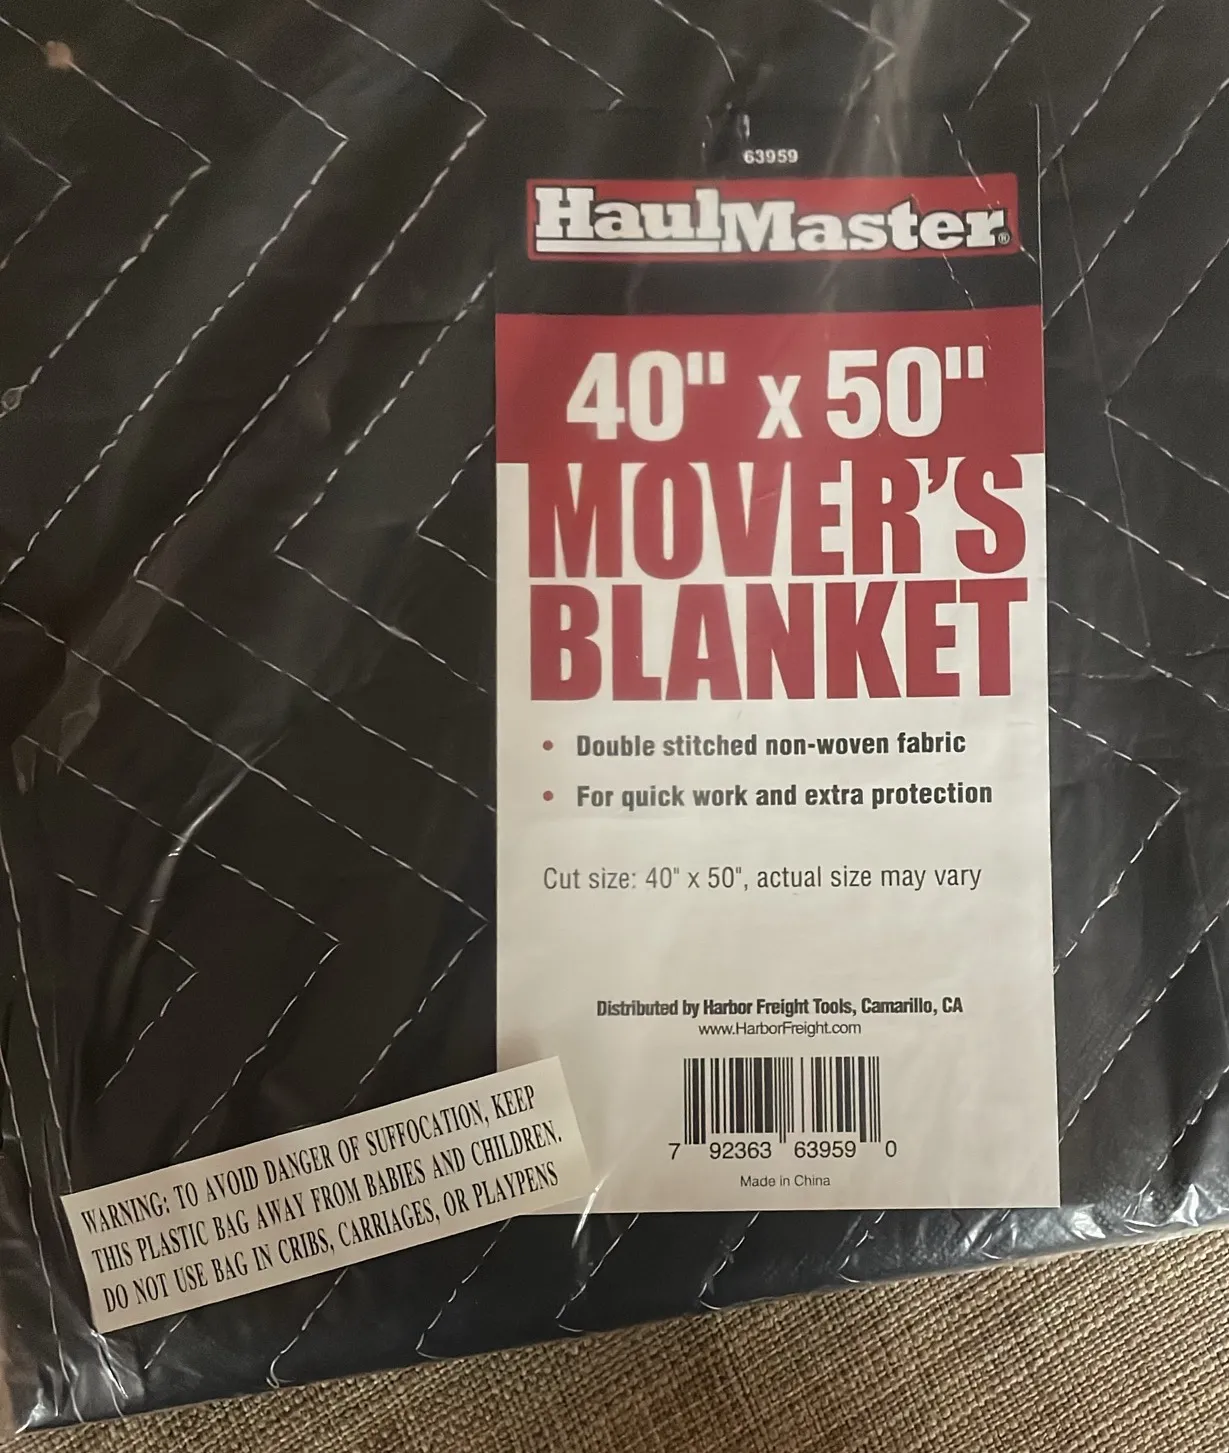 63959
HaulMaster®
40" x 50"
MOVER'S
BLANKET
• Double stitched non-woven fabric
• For quick work and extra protection
Cut size: 40" x 50", actual size may vary
Distributed by Harbor Freight Tools, Camarillo, CA
www.HarborFreight.com
7 92363 63959 0
Made in China
WARNING: TO AVOID DANGER OF SUFFOCATION, KEEP
THIS PLASTIC BAG AWAY FROM BABIES AND CHILDREN.
DO NOT USE BAG IN CRIBS, CARRIAGES, OR PLAYPENS